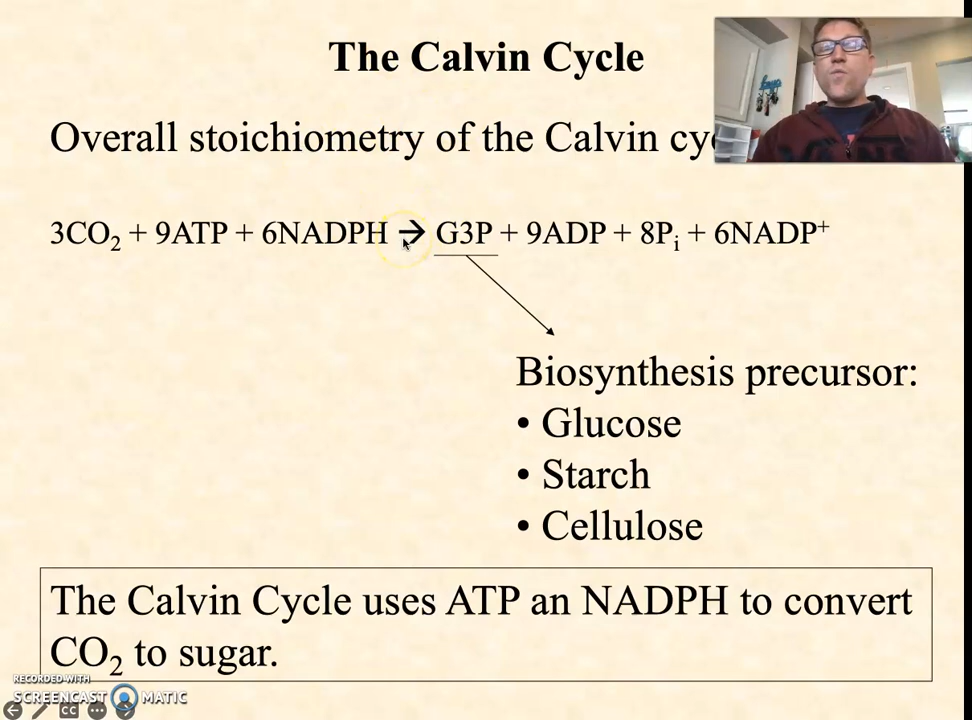 The Calvin Cycle
Overall stoichiometry of the Calvin
3CO₂ + 9ATP + 6NADPH → G3P + 9ADP + 8Pᵢ + 6NADP⁺
Biosynthesis precursor:
• Glucose
• Starch
• Cellulose
The Calvin Cycle uses ATP an NADPH to convert
CO₂ to sugar.
RECORDED WITH
SCREENCAST MATIC
CC